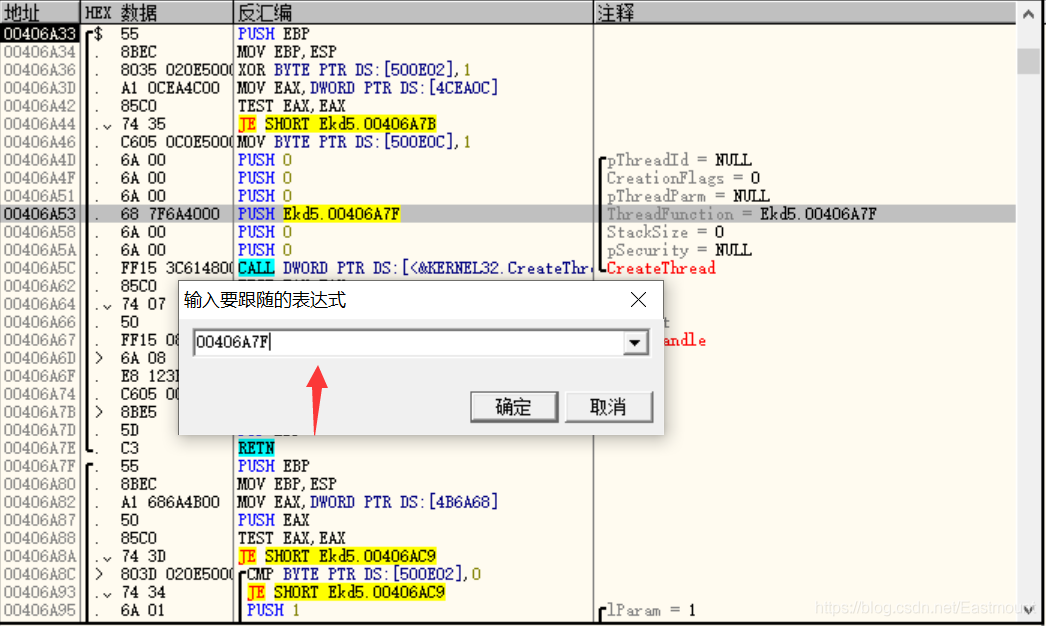 地址 HEX 数据 反汇编 注释
00406A33 $ 55 PUSH EBP
00406A34 . 8BEC MOV EBP,ESP
00406A36 . 8035 020E5000 XOR BYTE PTR DS:[500E02],1
00406A3D . A1 0CEA4C00 MOV EAX,DWORD PTR DS:[4CEA0C]
00406A42 . 85C0 TEST EAX,EAX
00406A44 . 74 35 JE SHORT Ekd5.00406A7B
00406A46 . C605 0C0E5000 MOV BYTE PTR DS:[500E0C],1
00406A4D . 6A 00 PUSH 0 pThreadId = NULL
00406A4F . 6A 00 PUSH 0 CreationFlags = 0
00406A51 . 6A 00 PUSH 0 pThreadParm = NULL
00406A53 . 68 7F6A4000 PUSH Ekd5.00406A7F ThreadFunction = Ekd5.00406A7F
00406A58 . 6A 00 PUSH 0 StackSize = 0
00406A5A . 6A 00 PUSH 0 pSecurity = NULL
00406A5C . FF15 3C614800 CALL DWORD PTR DS:[<&KERNEL32.CreateThr CreateThread
00406A62 . 85C0
00406A64 . 74 07
00406A66 . 50
00406A67 . FF15 08 andle
00406A6D > 6A 08
00406A6F . E8 123
00406A74 . C605 0
00406A7B > 8BE5
00406A7D . 5D
00406A7E . C3 RETN
00406A7F . 55 PUSH EBP
00406A80 . 8BEC MOV EBP,ESP
00406A82 . A1 686A4B00 MOV EAX,DWORD PTR DS:[4B6A68]
00406A87 . 50 PUSH EAX
00406A88 . 85C0 TEST EAX,EAX
00406A8A . 74 3D JE SHORT Ekd5.00406AC9
00406A8C > 803D 020E5000 CMP BYTE PTR DS:[500E02],0
00406A93 . 74 34 JE SHORT Ekd5.00406AC9
00406A95 . 6A 01 PUSH 1 lParam = 1
输入要跟随的表达式
00406A7F
确定 取消
https://blog.csdn.net/Eastmou